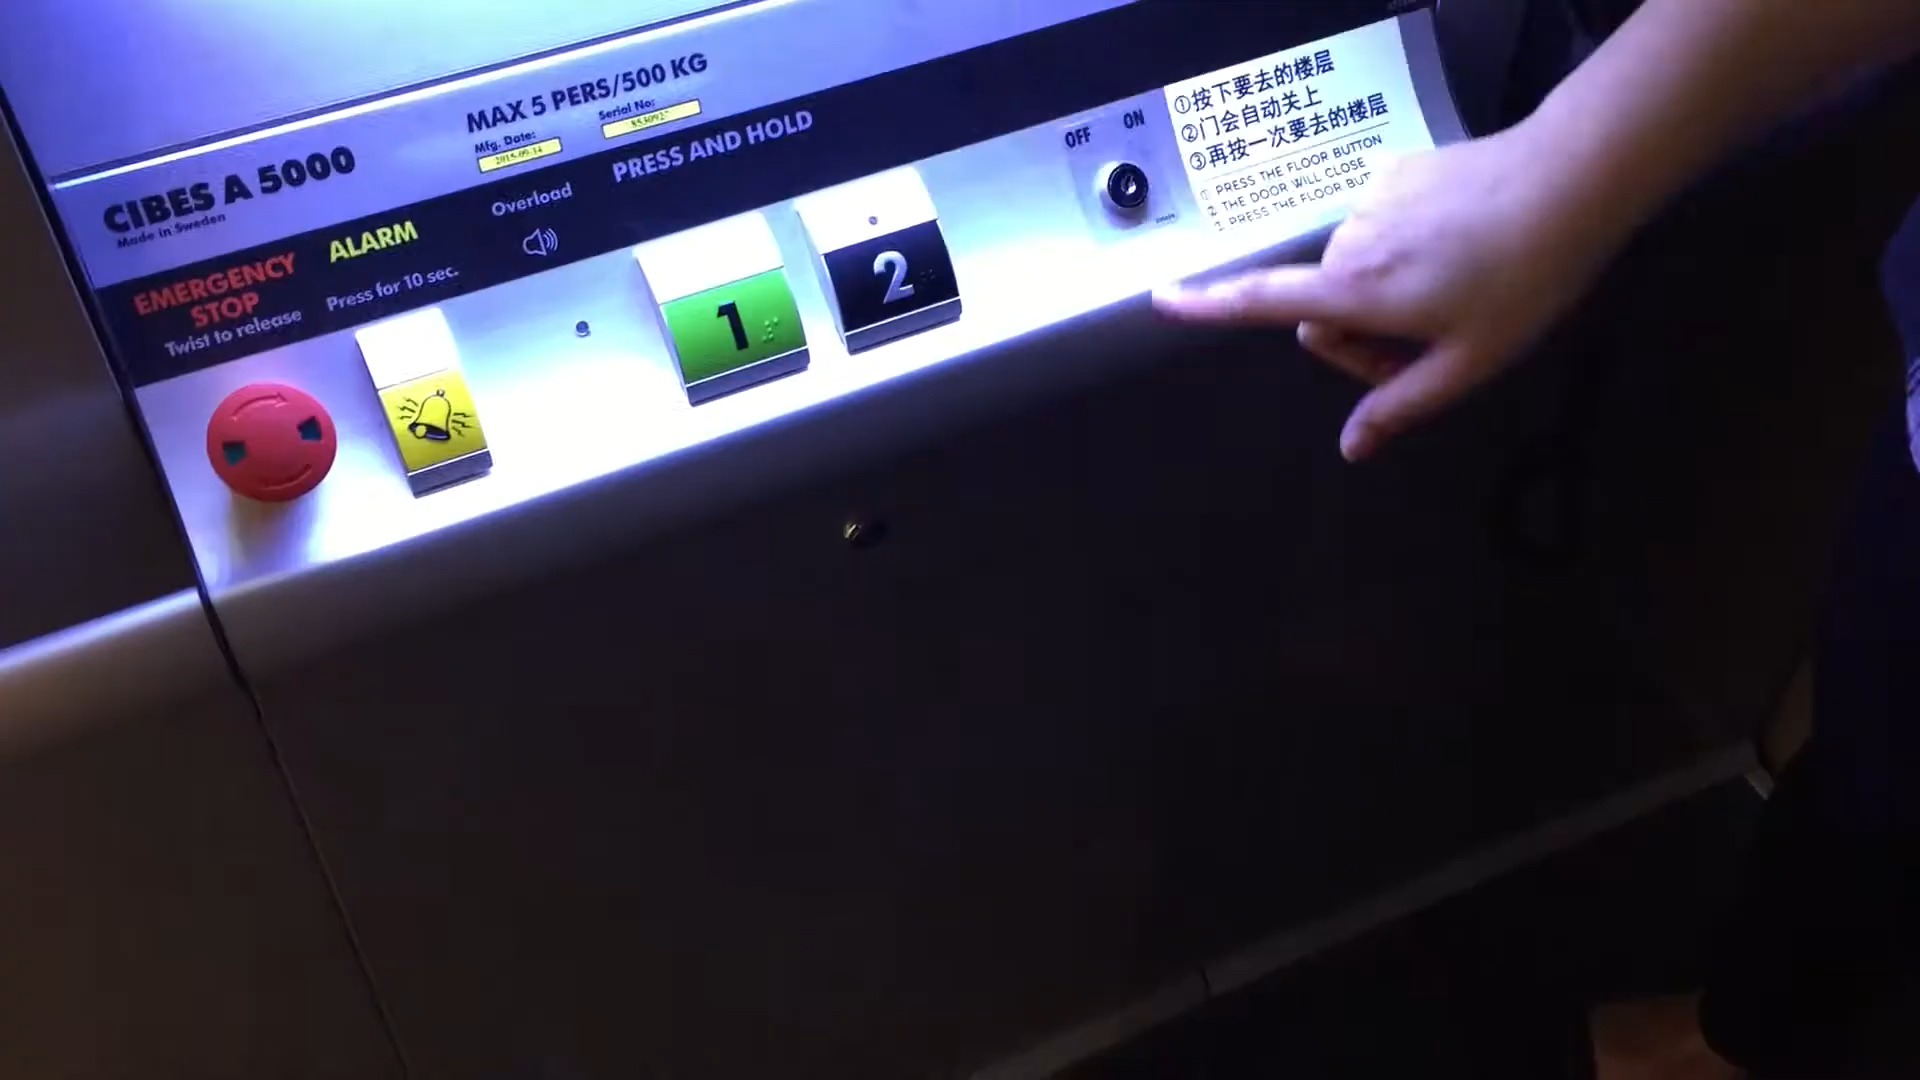 MAX 5 PERS/500 KG
Mfg. Date:
Serial No:
2015-09-14
CIBES A 5000
Made in Sweden
PRESS AND HOLD
EMERGENCY
STOP
Twist to release
ALARM
Press for 10 sec.
Overload
1
2
OFF
ON
①按下要去的楼层
②门会自动关上
③再按一次要去的楼层
1. PRESS THE FLOOR BUTTON
2. THE DOOR WILL CLOSE
3. PRESS THE FLOOR BUT